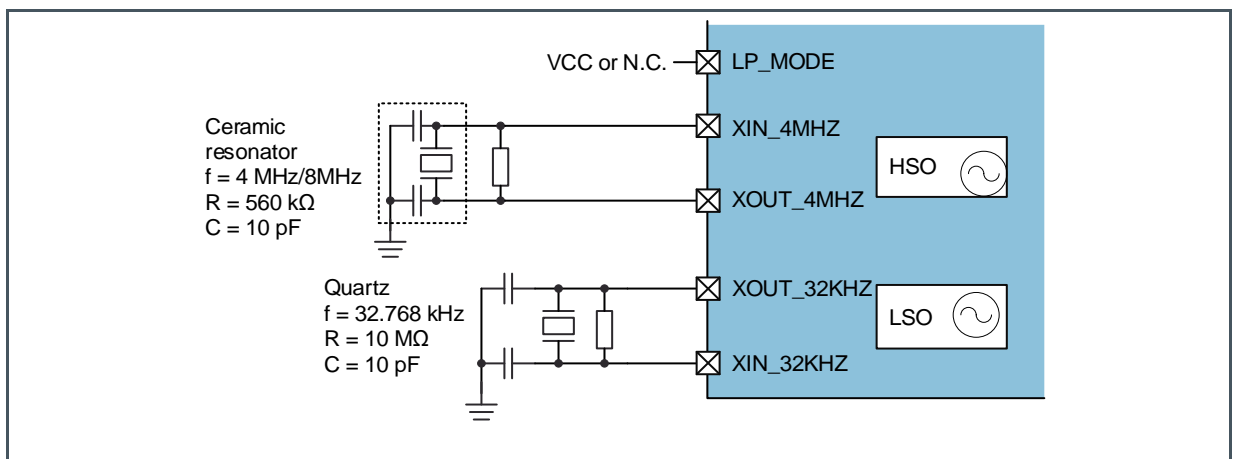 VCC or N.C.
LP_MODE
Ceramic
resonator
f = 4 MHz/8MHz
R = 560 kΩ
C = 10 pF
XIN_4MHZ
HSO
XOUT_4MHZ
Quartz
f = 32.768 kHz
R = 10 MΩ
C = 10 pF
XOUT_32KHZ
LSO
XIN_32KHZ